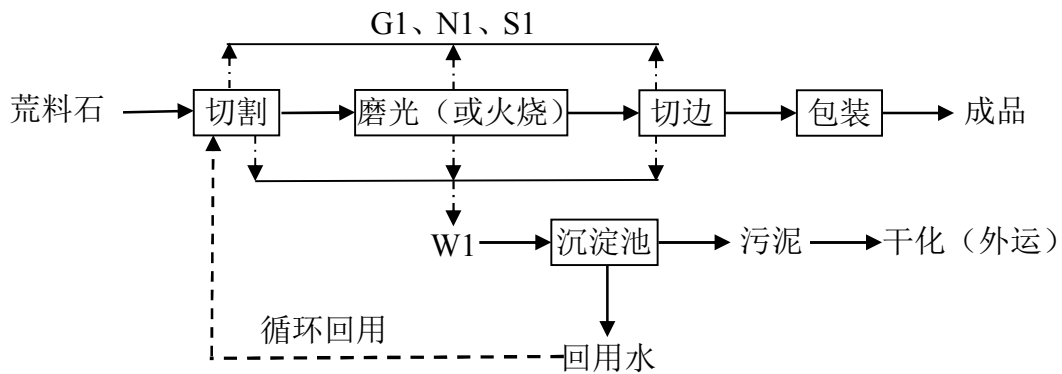 G1、N1、S1
荒料石 切割 磨光（或火烧） 切边 包装 成品
W1 沉淀池 污泥 干化（外运）
循环回用
回用水